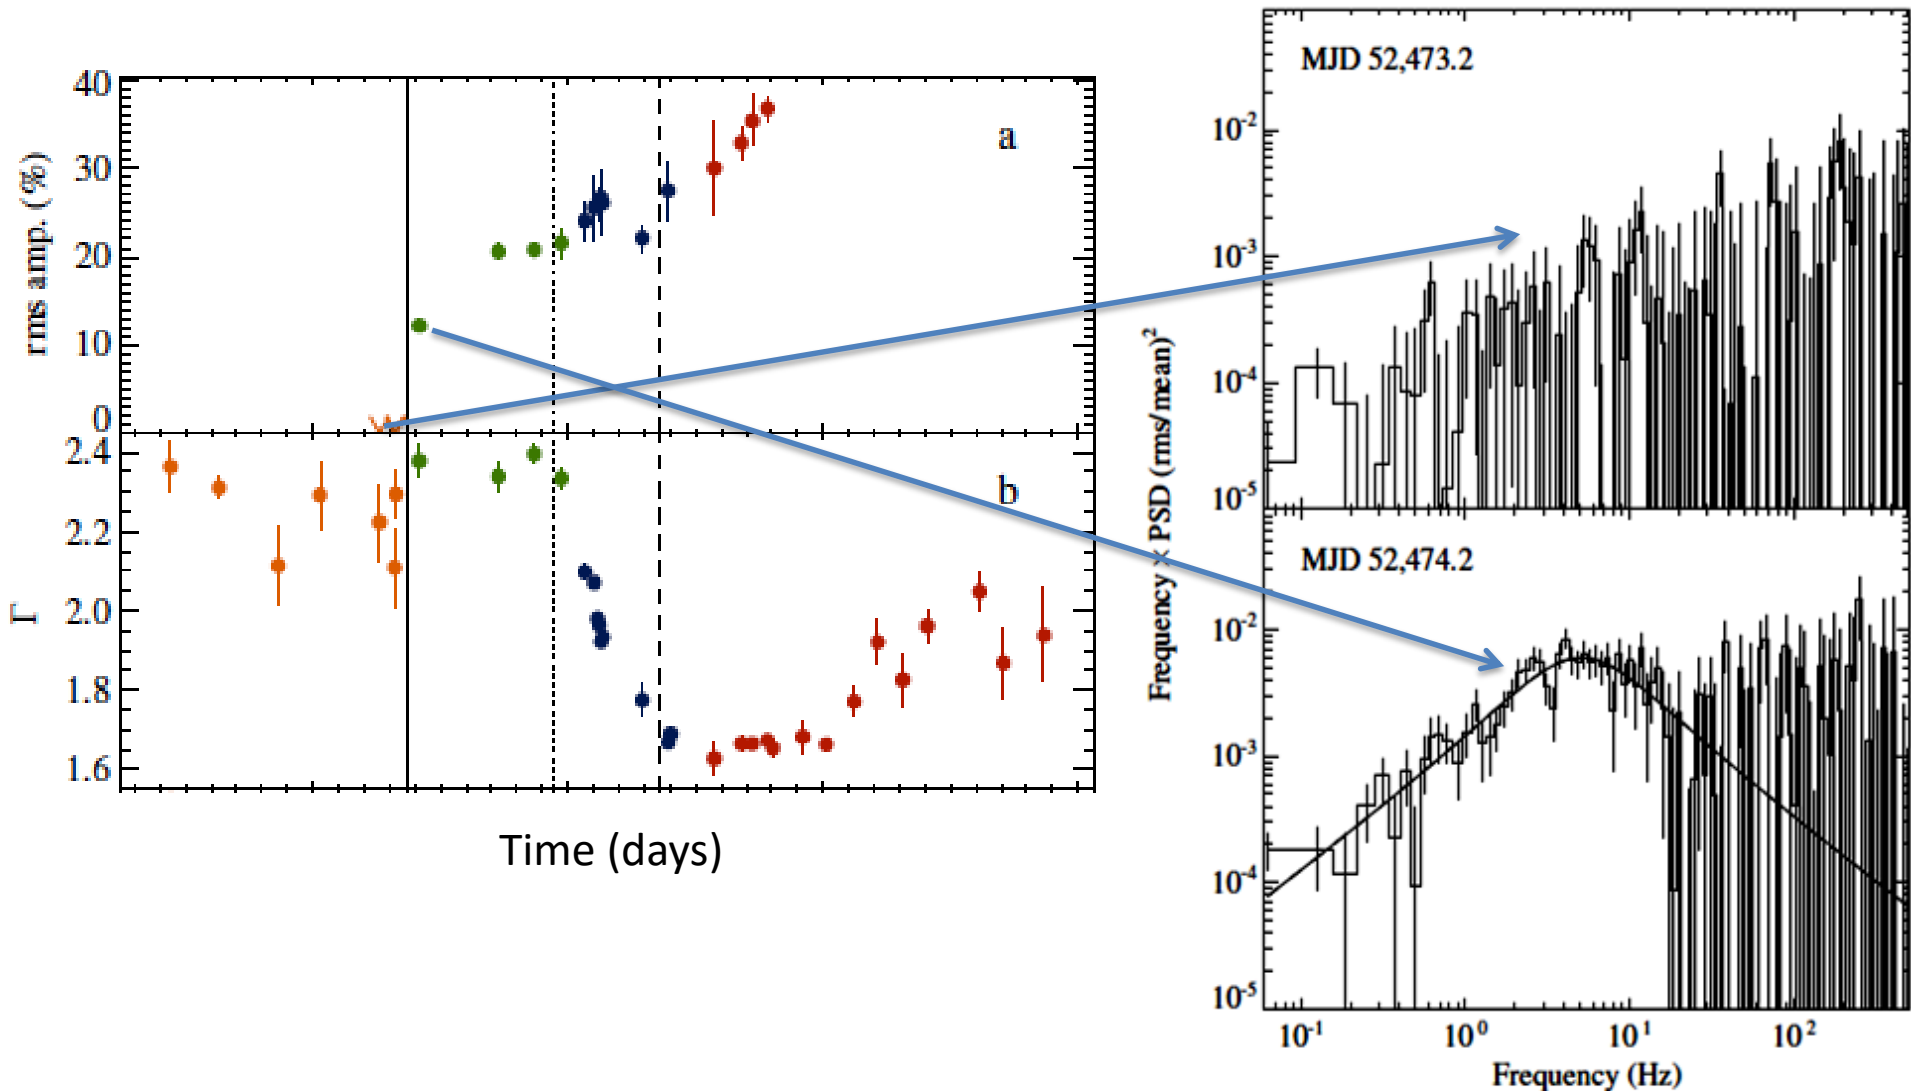 40
30
20
10
0
rms amp. (%)
a
2.4
2.2
2.0
1.8
1.6
Γ
b
Time (days)
MJD 52,473.2
10-2
10-3
10-4
10-5
Frequency × PSD (rms/mean)2
MJD 52,474.2
10-2
10-3
10-4
10-5
10-1 100 101 102
Frequency (Hz)